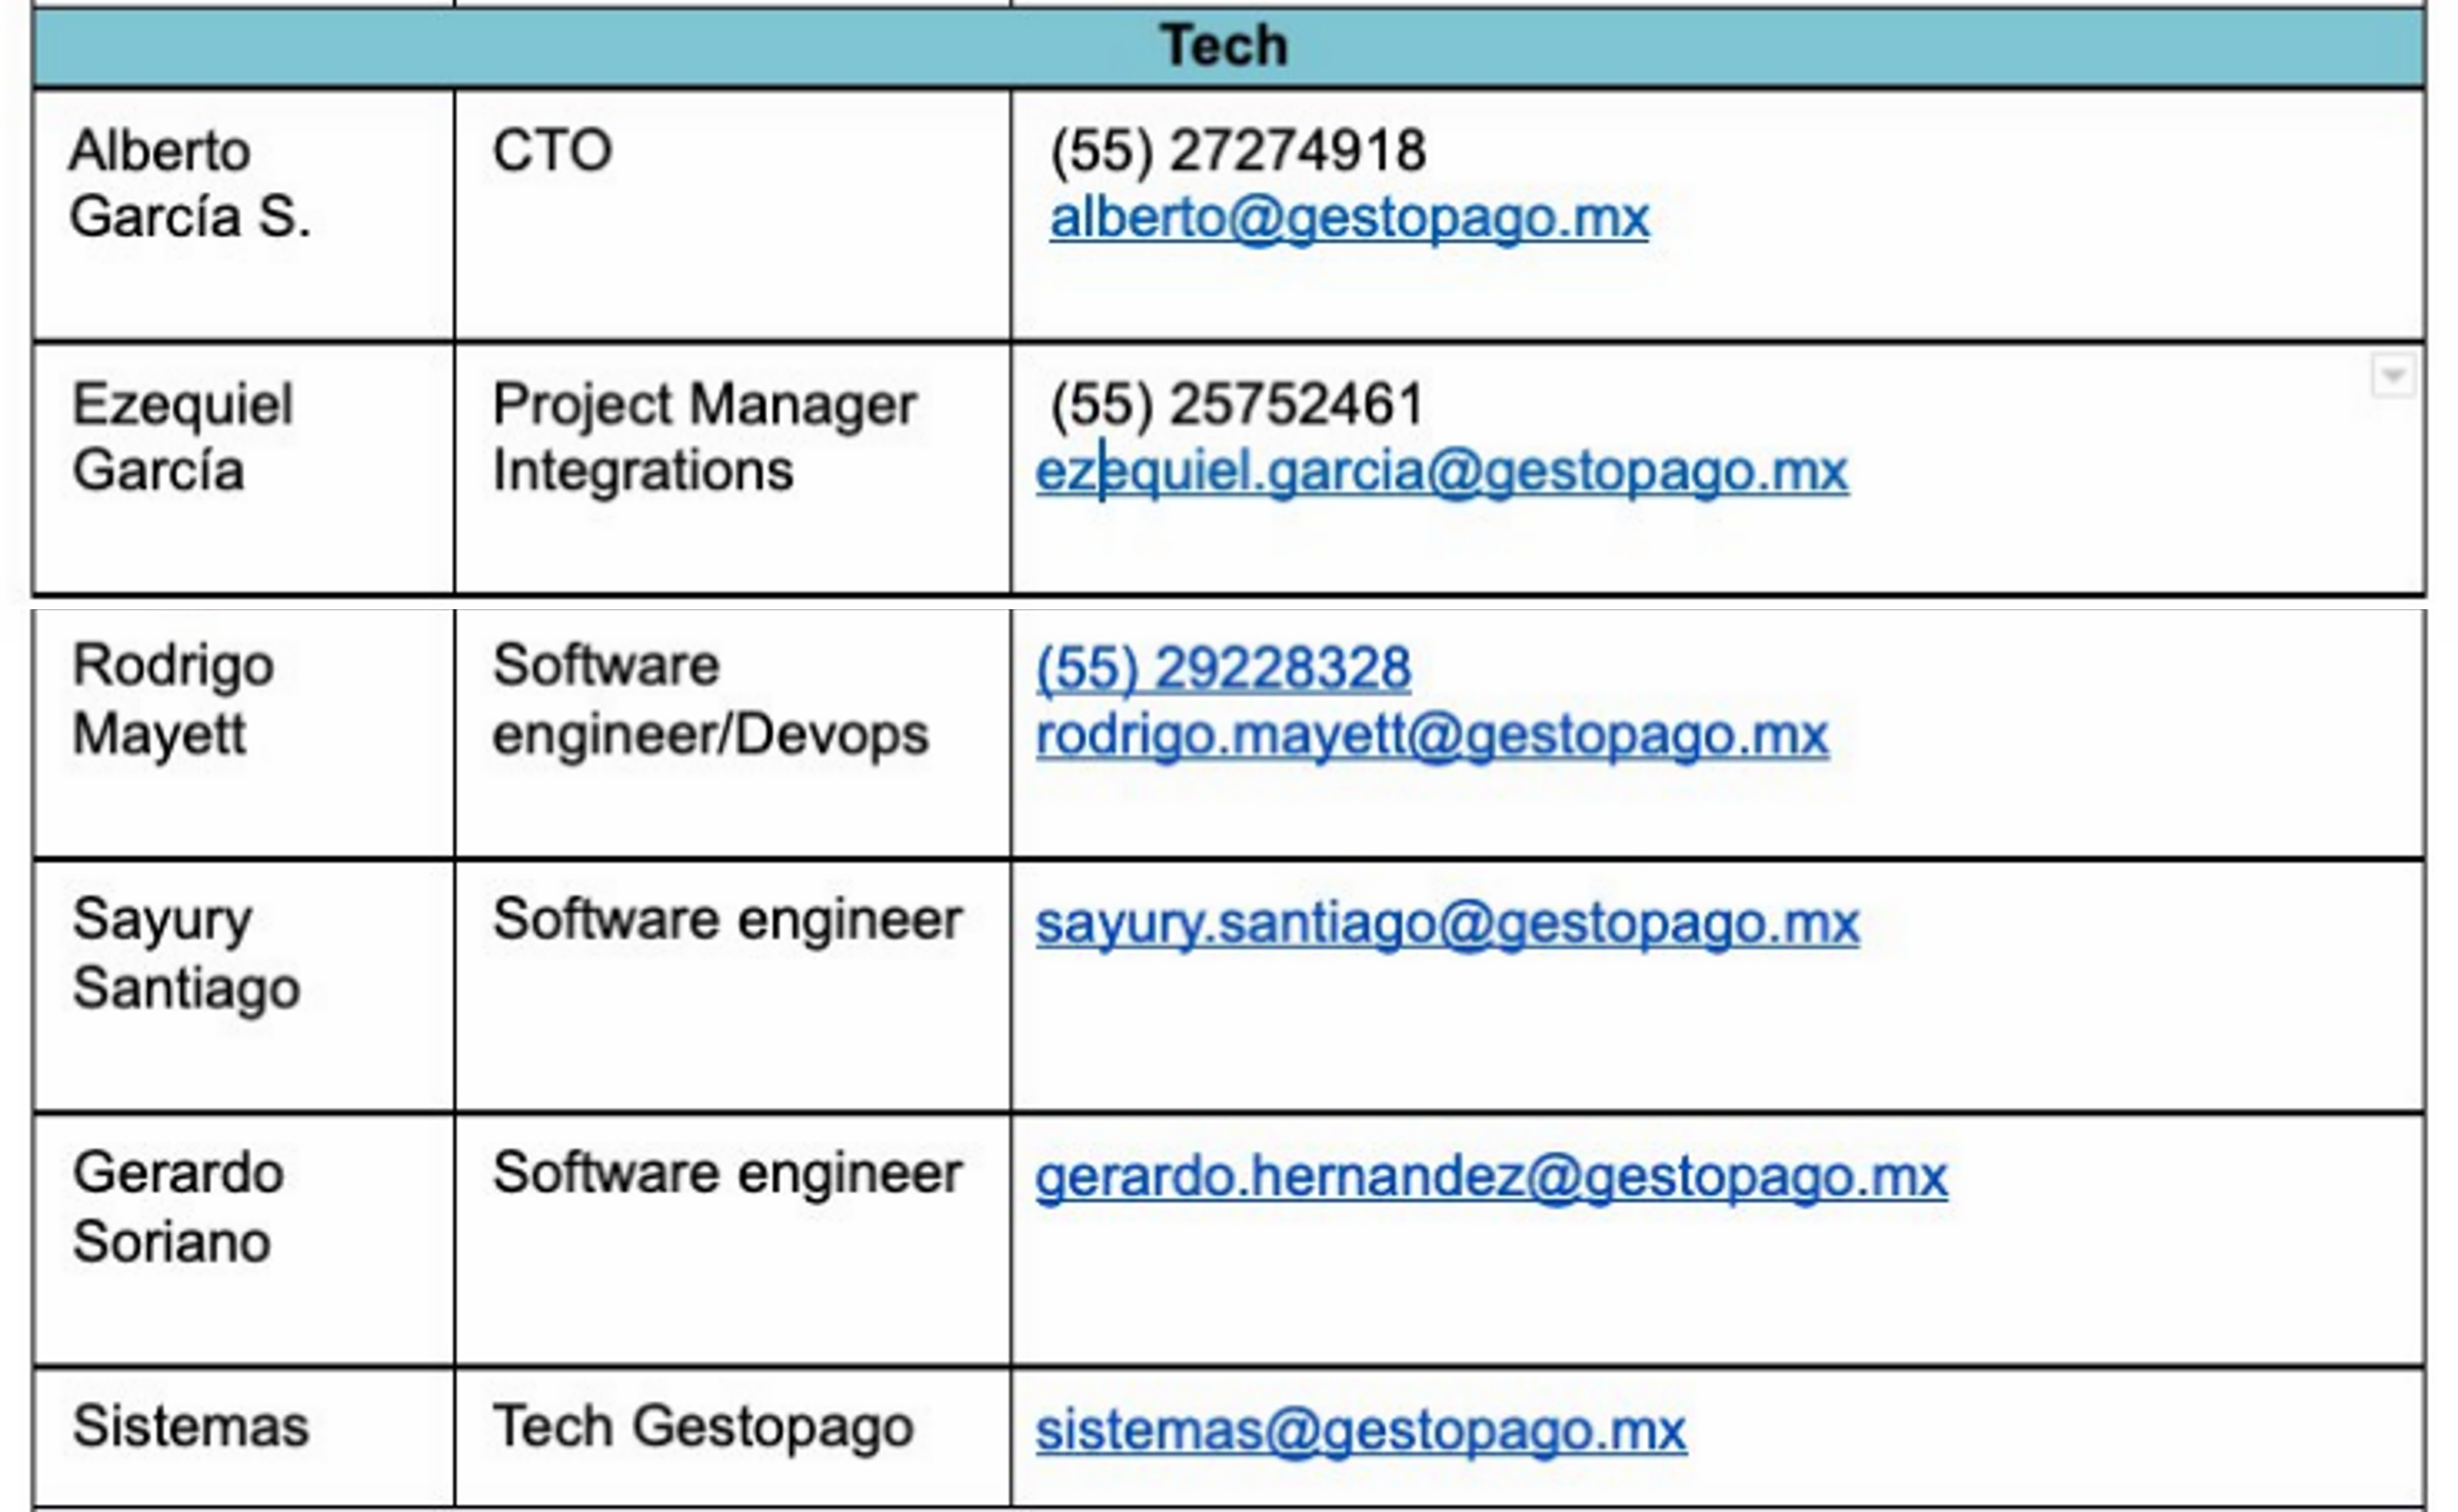 Tech
Alberto
García S.
CTO
(55) 27274918
alberto@gestopago.mx
Ezequiel
García
Project Manager
Integrations
(55) 25752461
ezequiel.garcia@gestopago.mx
Rodrigo
Mayett
Software
engineer/Devops
(55) 29228328
rodrigo.mayett@gestopago.mx
Sayury
Santiago
Software engineer
sayury.santiago@gestopago.mx
Gerardo
Soriano
Software engineer
gerardo.hernandez@gestopago.mx
Sistemas
Tech Gestopago
sistemas@gestopago.mx